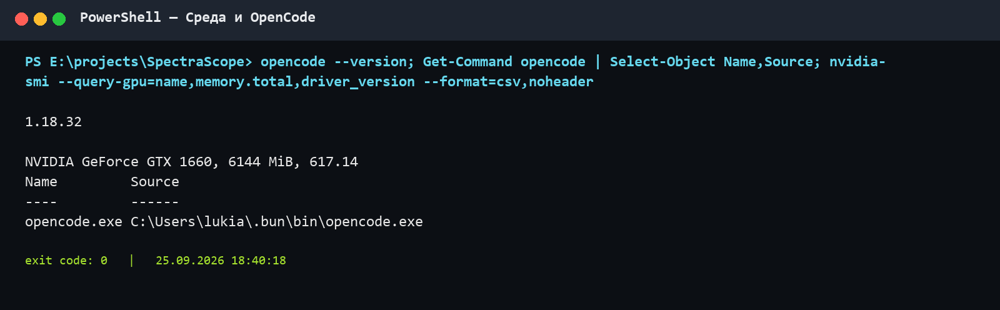 PowerShell — Среда и OpenCode
PS E:\projects\SpectraScope> opencode --version; Get-Command opencode | Select-Object Name,Source; nvidia-
smi --query-gpu=name,memory.total,driver_version --format=csv,noheader
1.18.32
NVIDIA GeForce GTX 1660, 6144 MiB, 617.14
Name         Source
----         ------
opencode.exe C:\Users\lukia\.bun\bin\opencode.exe
exit code: 0   |   25.09.2026 18:40:18